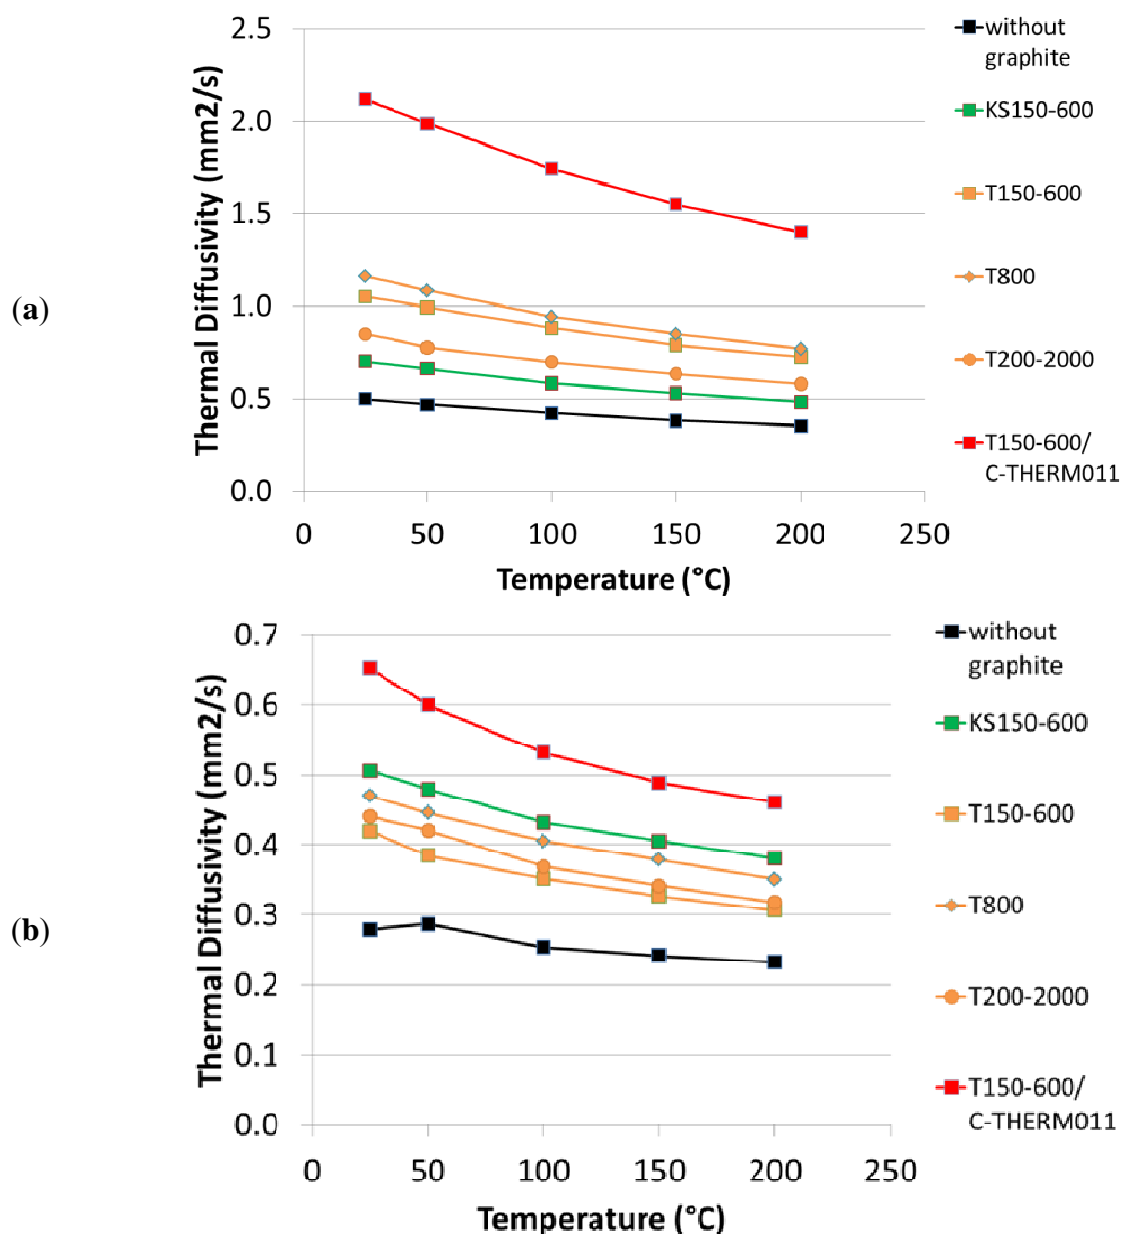 (a)
Thermal Diffusivity (mm2/s)
2.5
2.0
1.5
1.0
0.5
0.0
0 50 100 150 200 250
Temperature (°C)
without
graphite
KS150-600
T150-600
T800
T200-2000
T150-600/
C-THERM011
(b)
Thermal Diffusivity (mm2/s)
0.7
0.6
0.5
0.4
0.3
0.2
0.1
0.0
0 50 100 150 200 250
Temperature (°C)
without
graphite
KS150-600
T150-600
T800
T200-2000
T150-600/
C-THERM011